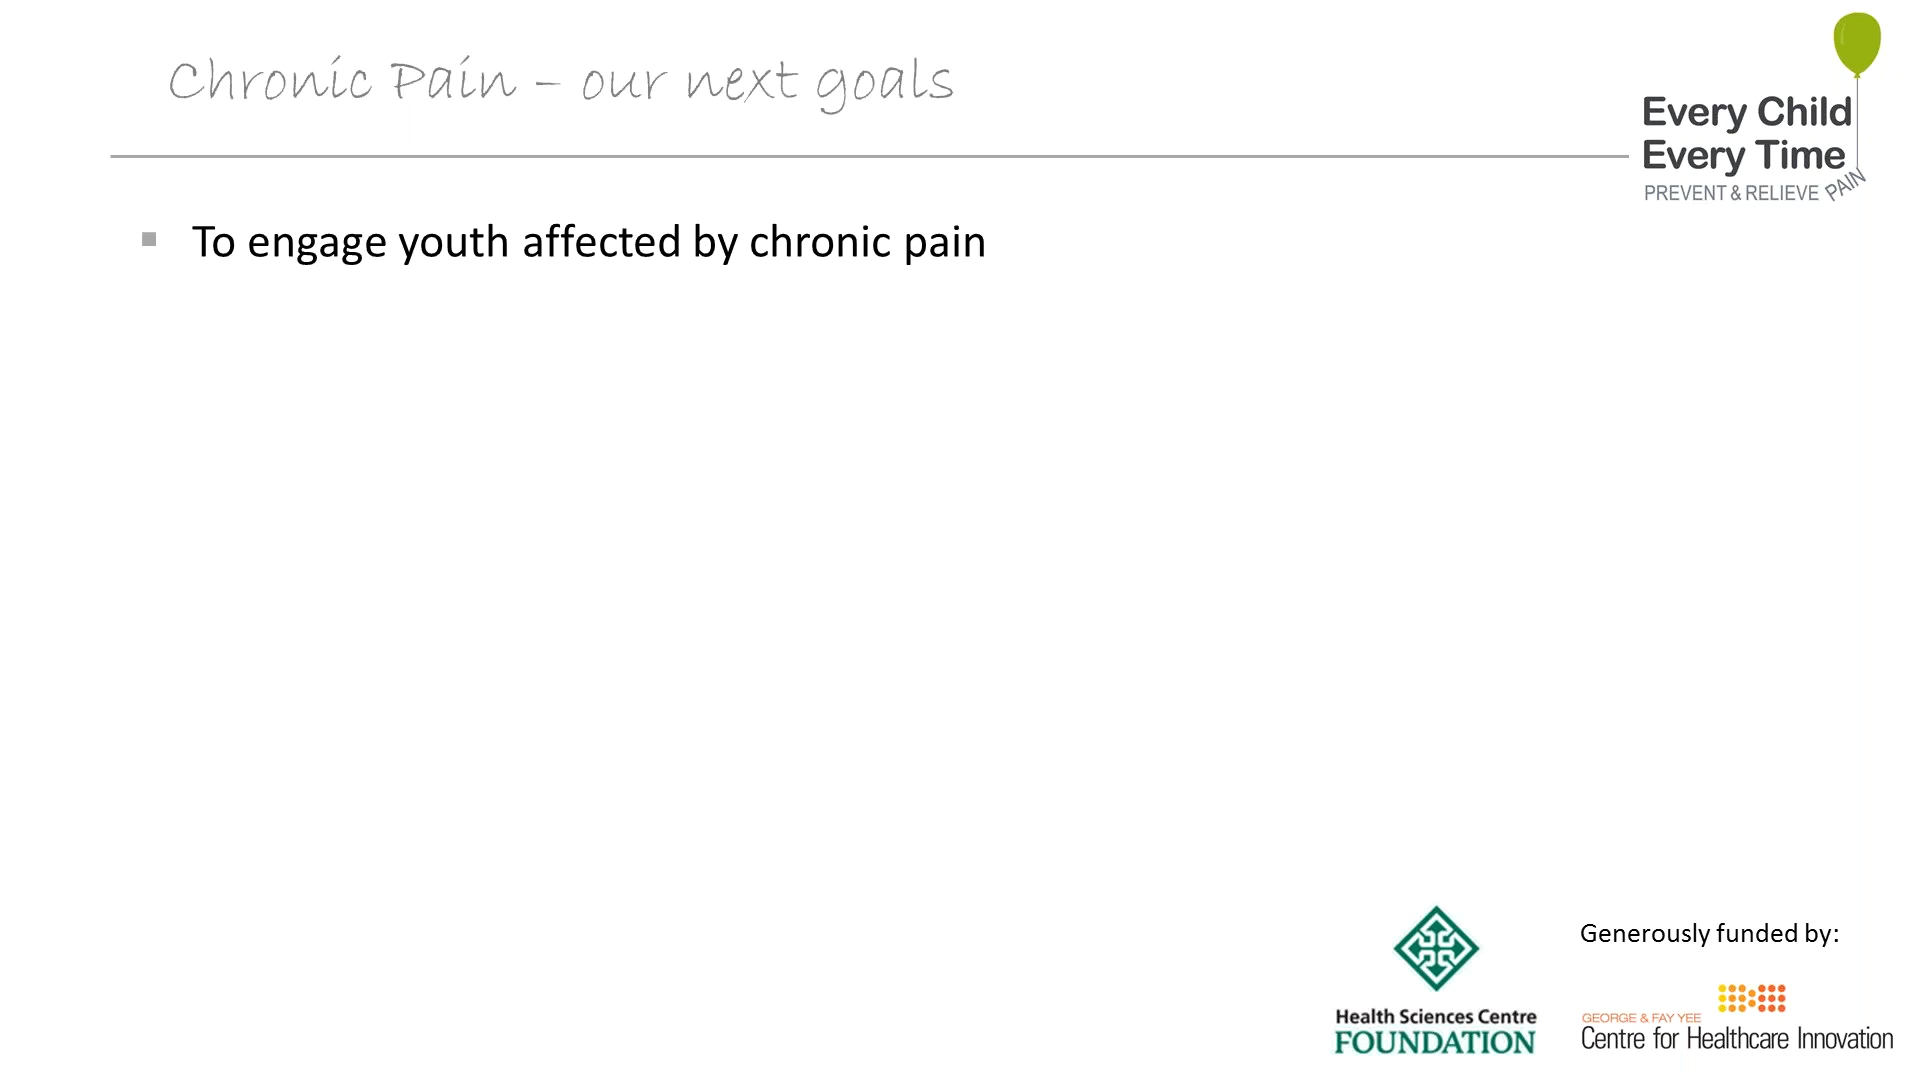 Chronic Pain – our next goals
Every Child
Every Time
PREVENT & RELIEVE PAIN
▪ To engage youth affected by chronic pain
Generously funded by:
Health Sciences Centre
FOUNDATION
GEORGE & FAY YEE
Centre for Healthcare Innovation